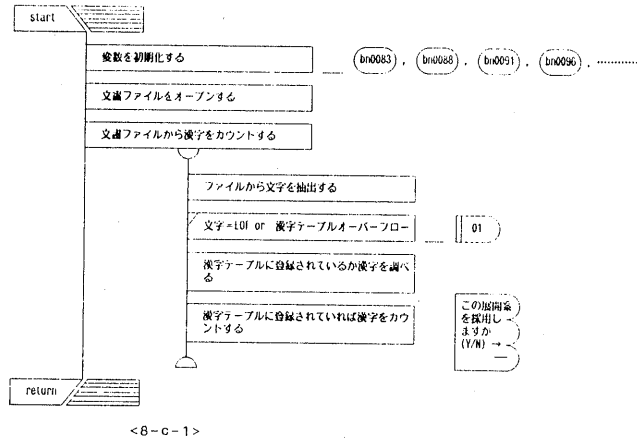 start
変数を初期化する
bn0083 , bn0088 , bn0091 , bn0096 , ............
文書ファイルをオープンする
文書ファイルから漢字をカウントする
ファイルから文字を抽出する
文字=EOF or 漢字テーブルオーバーフロー
01
漢字テーブルに登録されているか漢字を調べ
る
漢字テーブルに登録されていれば漢字をカウ
ントする
この展開案
を採用し
ますか
(Y/N) →
return
<8-c-1>